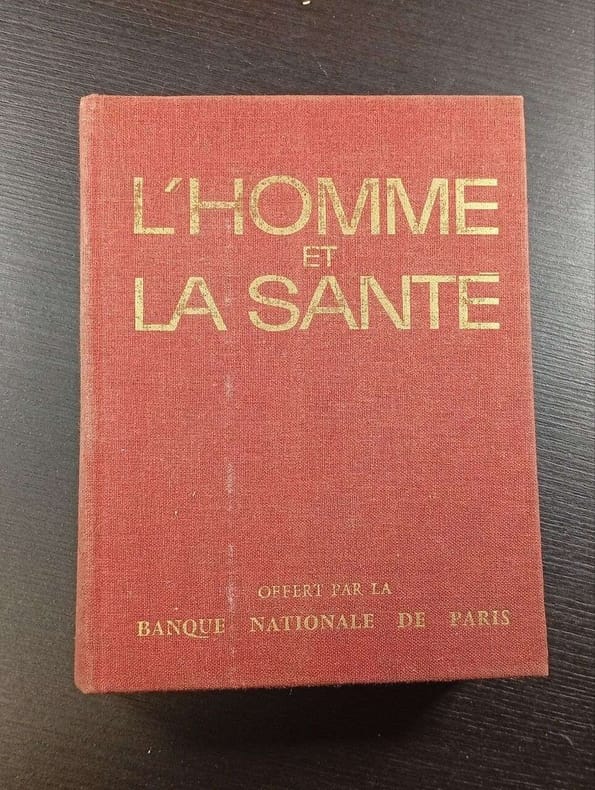 L'HOMME
ET
LA SANTÉ
OFFERT PAR LA
BANQUE NATIONALE DE PARIS